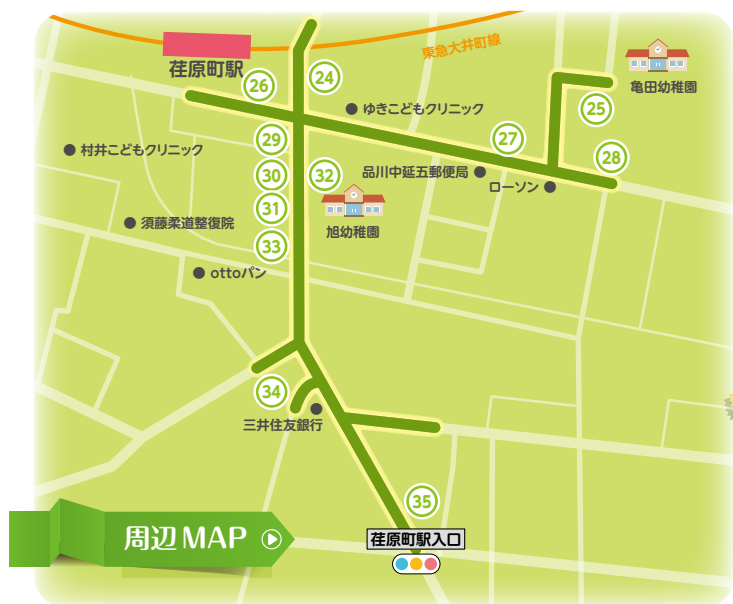 東急大井町線
荏原町駅
26
24
亀田幼稚園
25
ゆきこどもクリニック
29
27
村井こどもクリニック
28
30
32
品川中延五郵便局
ローソン
31
須藤柔道整復院
旭幼稚園
33
ottoパン
34
三井住友銀行
35
周辺MAP
荏原町駅入口